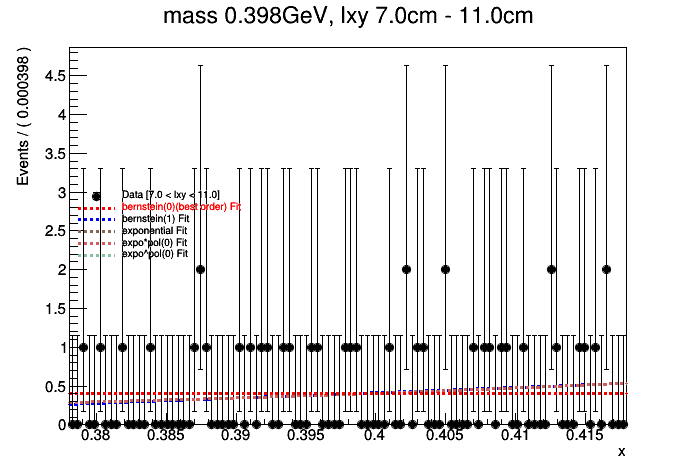 mass 0.398GeV, lxy 7.0cm - 11.0cm
Events / ( 0.000398 )
4.5
4
3.5
3
2.5
2
1.5
1
0.5
0
Data [7.0 < lxy < 11.0]
bernstein(0)(best order) Fit
bernstein(1) Fit
exponential Fit
expo*pol(0) Fit
expo^pol(0) Fit
0.38 0.385 0.39 0.395 0.4 0.405 0.41 0.415
x